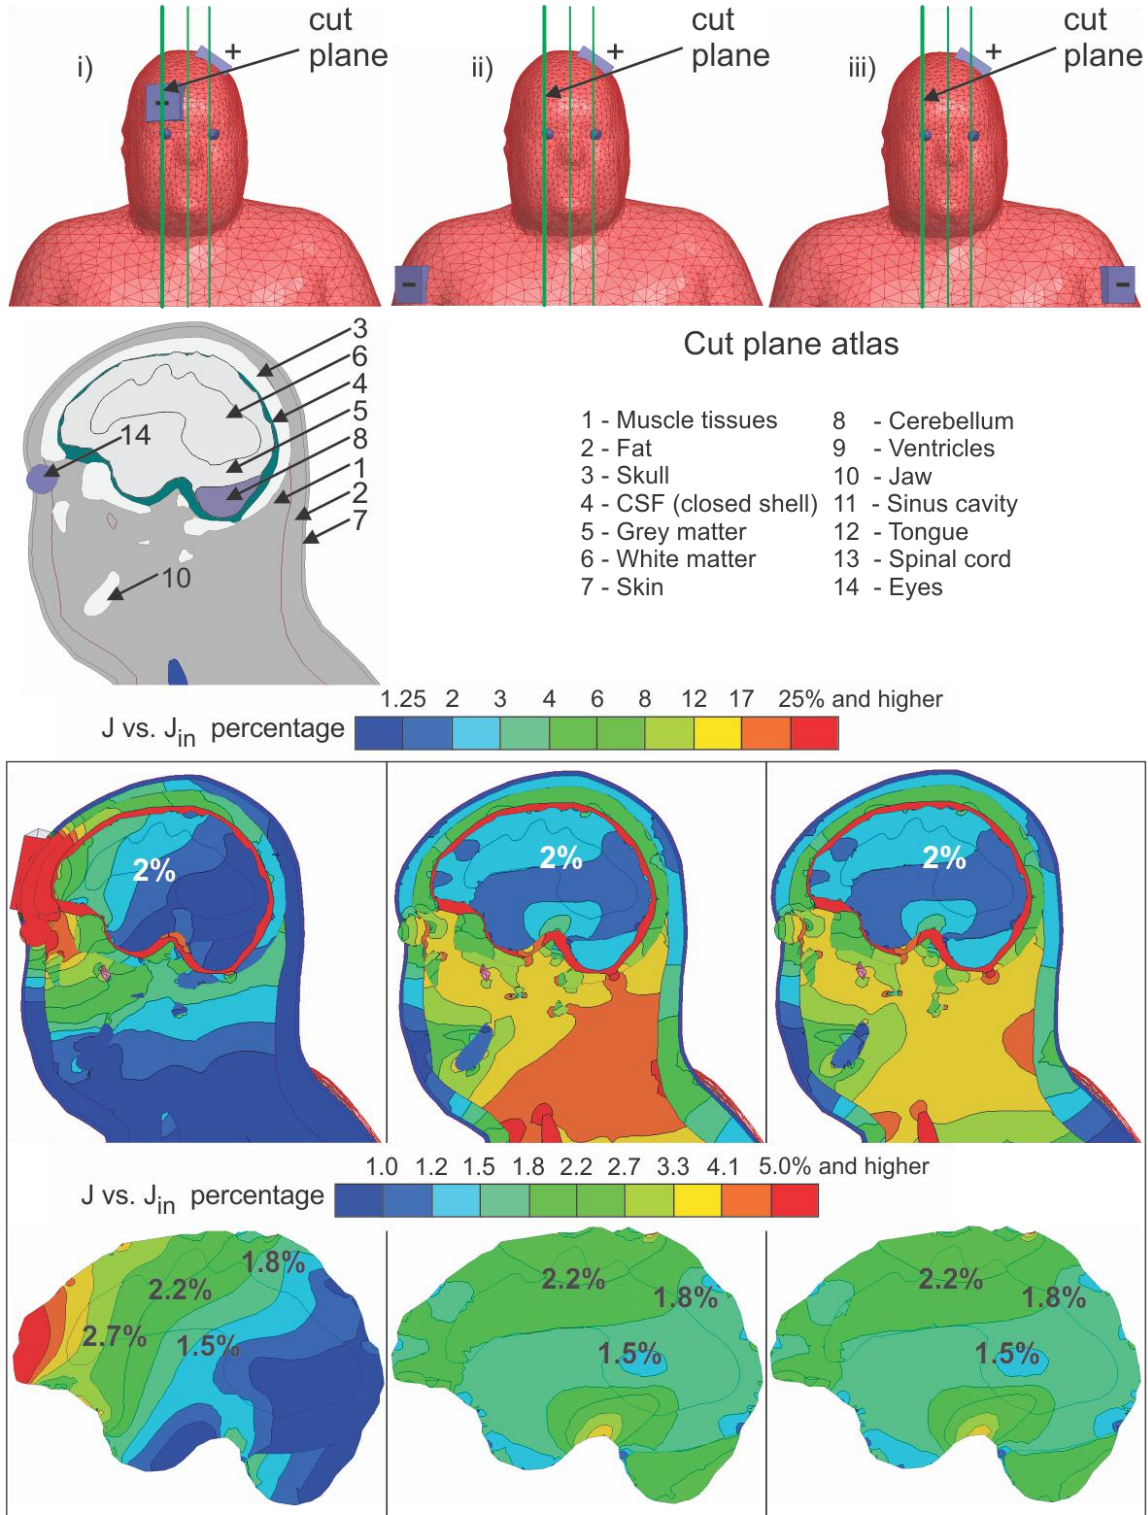 i)
+
cut
plane
-
ii)
+
cut
plane
-
iii)
+
cut
plane
-
3
6
4
5
8
1
2
7
14
10
Cut plane atlas
1 - Muscle tissues
2 - Fat
3 - Skull
4 - CSF (closed shell)
5 - Grey matter
6 - White matter
7 - Skin
8 - Cerebellum
9 - Ventricles
10 - Jaw
11 - Sinus cavity
12 - Tongue
13 - Spinal cord
14 - Eyes
1.25 2 3 4 6 8 12 17 25% and higher
J vs. Jin percentage
2%
2%
2%
1.0 1.2 1.5 1.8 2.2 2.7 3.3 4.1 5.0% and higher
J vs. Jin percentage
1.8%
2.2%
2.7%
1.5%
2.2%
1.8%
1.5%
2.2%
1.8%
1.5%